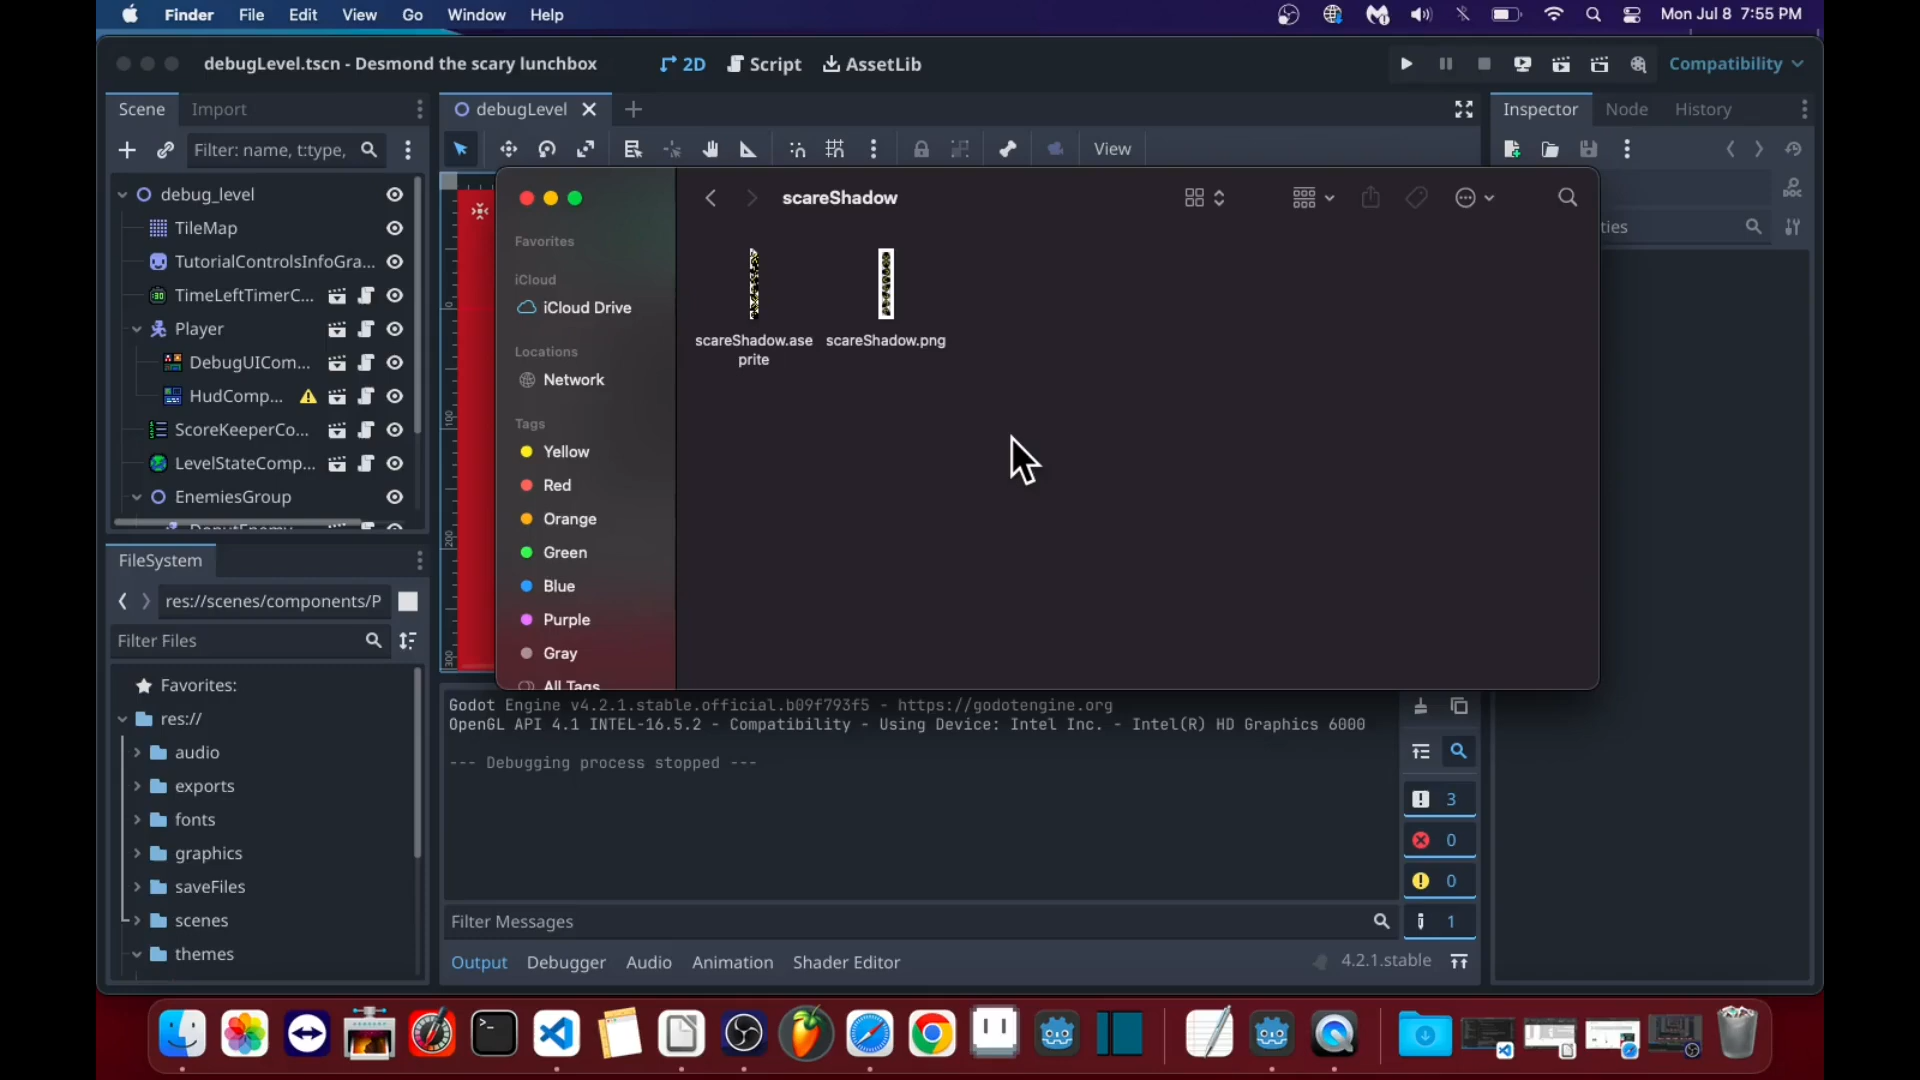 Finder File Edit View Go Window Help
Mon Jul 8 7:55 PM
debugLevel.tscn - Desmond the scary lunchbox
2D Script AssetLib
Compatibility
Scene Import
debugLevel
Inspector Node History
Filter: name, t:type,
View
debug_level
TileMap
TutorialControlsInfoGra...
TimeLeftTimerC...
Player
DebugUICom...
HudComp...
ScoreKeeperCo...
LevelStateComp...
EnemiesGroup
DonutEnemy
scareShadow
Favorites
iCloud
iCloud Drive
Locations
Network
Tags
Yellow
Red
Orange
Green
Blue
Purple
Gray
All Tags
scareShadow.ase
prite
scareShadow.png
ties
0
100
200
300
FileSystem
res://scenes/components/P
Filter Files
Favorites:
res://
audio
exports
fonts
graphics
saveFiles
scenes
themes
Godot Engine v4.2.1.stable.official.b09f793f5 - https://godotengine.org
OpenGL API 4.1 INTEL-16.5.2 - Compatibility - Using Device: Intel Inc. - Intel(R) HD Graphics 6000
--- Debugging process stopped ---
3
0
0
1
Filter Messages
Output Debugger Audio Animation Shader Editor
4.2.1.stable